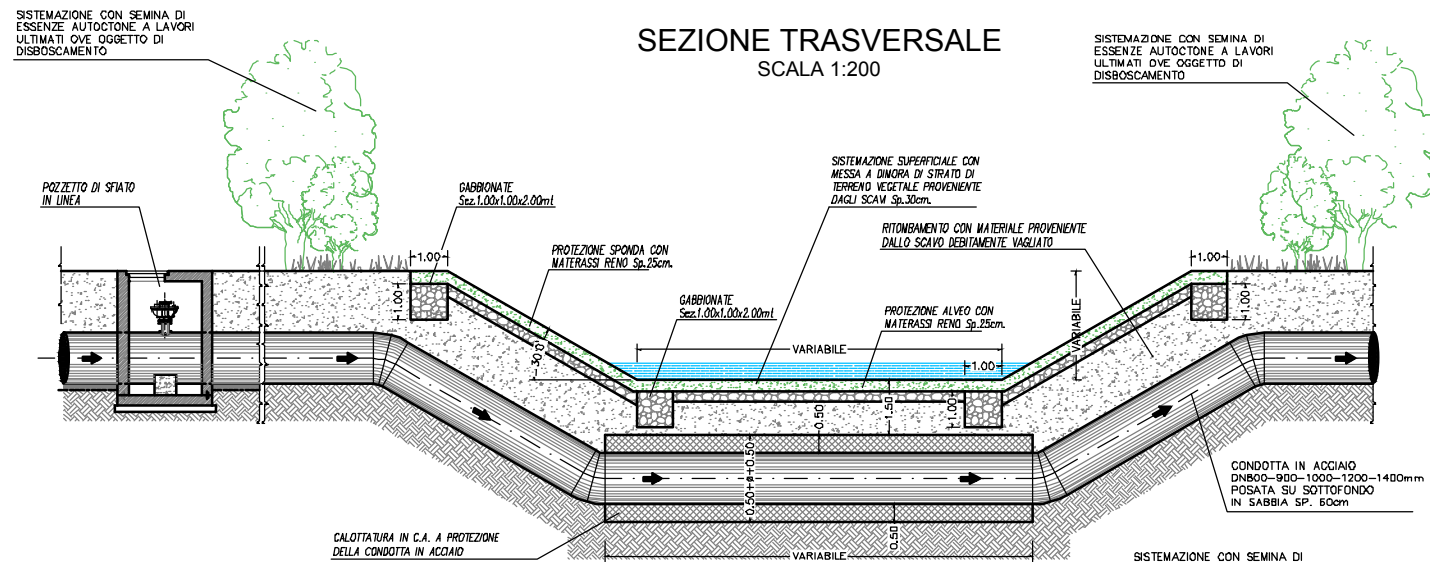 SISTEMAZIONE CON SEMINA DI
ESSENZE AUTOCTONE A LAVORI
ULTIMATI OVE OGGETTO DI
DISBOSCAMENTO
SEZIONE TRASVERSALE
SCALA 1:200
SISTEMAZIONE CON SEMINA DI
ESSENZE AUTOCTONE A LAVORI
ULTIMATI OVE OGGETTO DI
DISBOSCAMENTO
POZZETTO DI SFIATO
IN LINEA
GABBIONATE
Sez.1.00x1.00x2.00ml
SISTEMAZIONE SUPERFICIALE CON
MESSA A DIMORA DI STRATO DI
TERRENO VEGETALE PROVENIENTE
DAGLI SCAVI Sp.30cm.
PROTEZIONE SPONDA CON
MATERASSI RENO Sp.25cm.
RITOMBAMENTO CON MATERIALE PROVENIENTE
DALLO SCAVO DEBITAMENTE VAGLIATO
1.00
1.00
1.00
1.00
GABBIONATE
Sez.1.00x1.00x2.00ml
PROTEZIONE ALVEO CON
MATERASSI RENO Sp.25cm.
VARIABILE
VARIABILE
30.0°
1.00
1.00
1.50
0.50
0.50+ø+0.50
0.50
CONDOTTA IN ACCIAIO
DN800-900-1000-1200-1400mm
POSATA SU SOTTOFONDO
IN SABBIA SP. 60cm
CALOTTATURA IN C.A. A PROTEZIONE
DELLA CONDOTTA IN ACCIAIO
VARIABILE
SISTEMAZIONE CON SEMINA DI